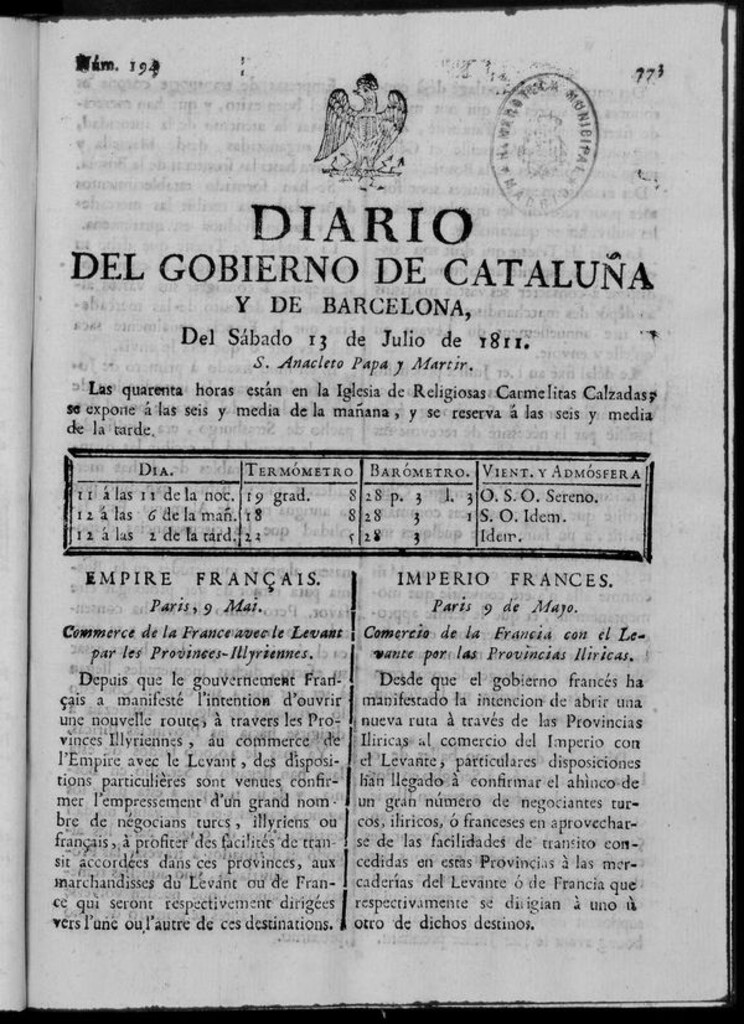 Núm. 194
773
HEMEROTECA MUNICIPAL
MADRID
DIARIO
DEL GOBIERNO DE CATALUÑA
Y DE BARCELONA,
Del Sábado 13 de Julio de 1811.
S. Anacleto Papa y Martir.
Las quarenta horas están en la Iglesia de Religiosas Carmelitas Calzadas;
se expone á las seis y media de la mañana, y se reserva á las seis y media
de la tarde.
DIA. TERMÓMETRO BARÓMETRO. VIENT. Y ADMÓSFERA
11 á las 11 de la noc. 19 grad. 8 28 p. 3 l. 3 O. S. O. Sereno.
12 á las 6 de la mañ. 18 8 28 3 1 S. O. Idem.
12 á las 2 de la tard. 22 5 28 3 Idem.
EMPIRE FRANÇAIS.
Paris, 9 Mai.
Commerce de la France avec le Levant
par les Provinces-Illyriennes.
Depuis que le gouvernement Fran-
çais a manifesté l'intention d'ouvrir
une nouvelle route, à travers les Pro-
vinces Illyriennes, au commerce de
l'Empire avec le Levant, des disposi-
tions particulières sont venues confir-
mer l'empressement d'un grand nom-
bre de négocians turcs, illyriens ou
français, à profiter des facilités de tran-
sit accordées dans ces provinces, aux
marchandisses du Levant ou de Fran-
ce qui seront respectivement dirigées
vers l'une ou l'autre de ces destinations.
IMPERIO FRANCES.
Paris 9 de Mayo.
Comercio de la Francia con el Le-
vante por las Provincias Iliricas.
Desde que el gobierno francés ha
manifestado la intencion de abrir una
nueva ruta à través de las Provincias
Iliricas al comercio del Imperio con
el Levante, particulares disposiciones
han llegado à confirmar el ahinco de
un gran número de negociantes tur-
cos, iliricos, ó franceses en aprovechar-
se de las facilidades de transito con-
cedidas en estas Provincias à las mer-
caderías del Levante ó de Francia que
respectivamente se dirigian à uno ù
otro de dichos destinos.